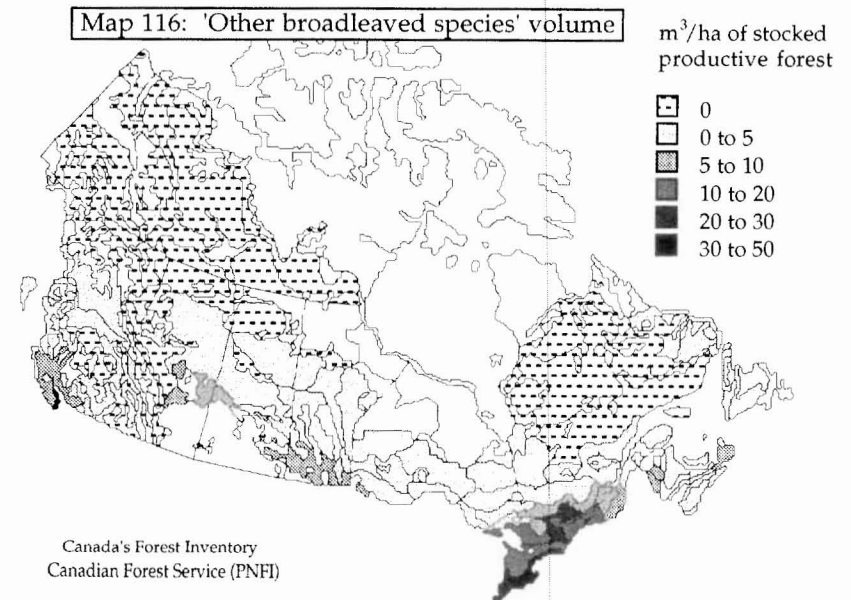 Map 116: 'Other broadleaved species' volume
m³/ha of stocked
productive forest
0
0 to 5
5 to 10
10 to 20
20 to 30
30 to 50
Canada's Forest Inventory
Canadian Forest Service (PNFI)